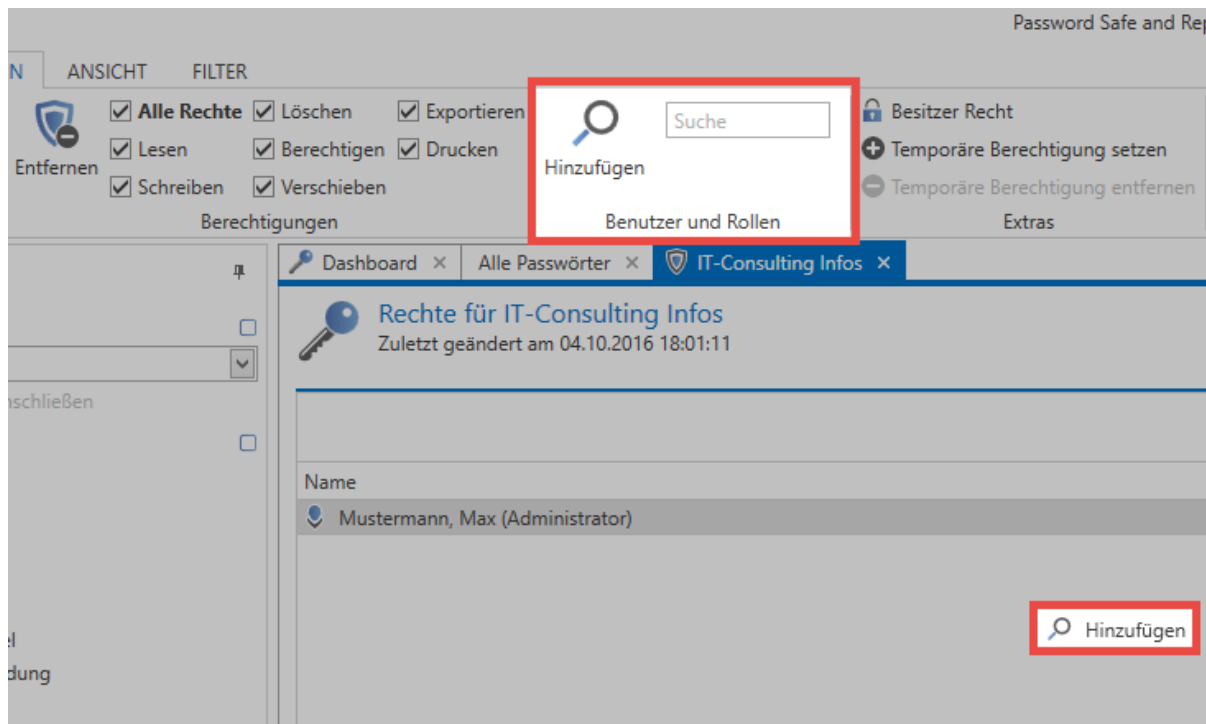 Password Safe and Rep
N ANSICHT FILTER
Alle Rechte Löschen Exportieren Suche Besitzer Recht
Entfernen Lesen Berechtigen Drucken Hinzufügen Temporäre Berechtigung setzen
Schreiben Verschieben Temporäre Berechtigung entfernen
Berechtigungen Benutzer und Rollen Extras
Dashboard × Alle Passwörter × IT-Consulting Infos ×
Rechte für IT-Consulting Infos
Zuletzt geändert am 04.10.2016 18:01:11
nschließen
Name
Mustermann, Max (Administrator)
Hinzufügen
el
dung